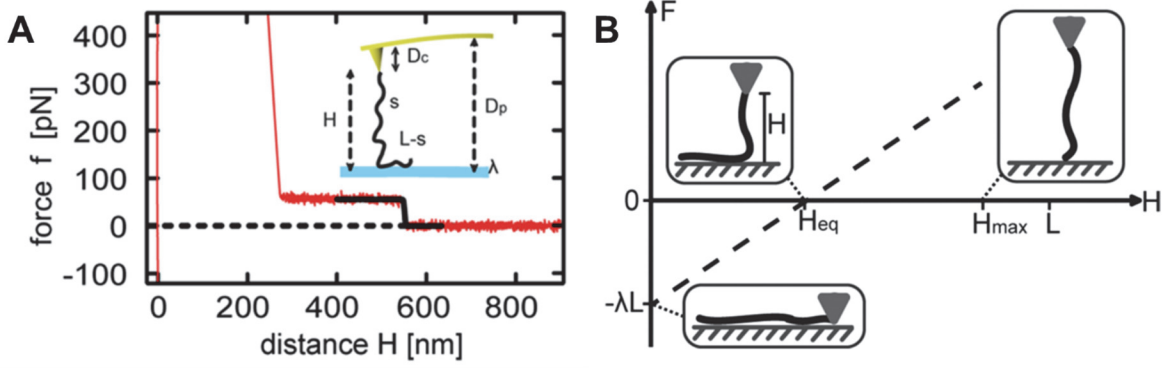 A
force f [pN]
400
300
200
100
0
-100
0
200
400
600
800
distance H [nm]
Dc
H
s
Dp
L-s
λ
B
F
H
0
Heq
Hmax
L
H
-λL